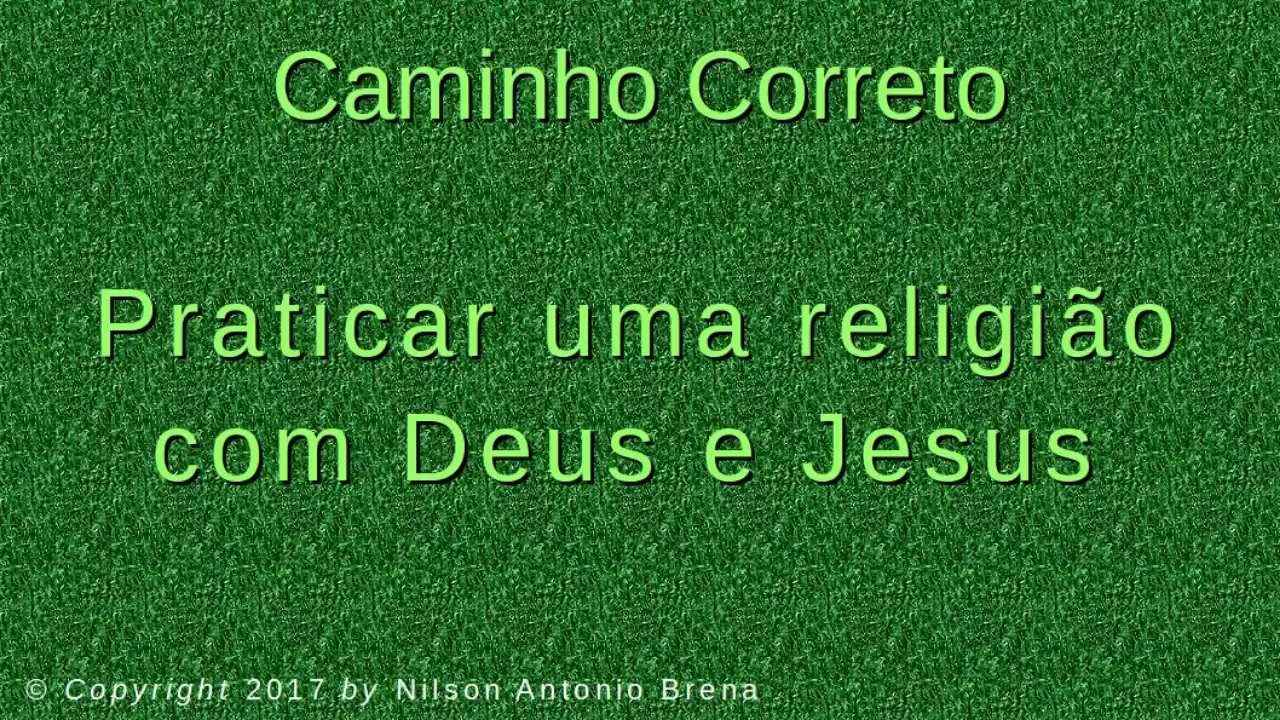 Caminho Correto
Praticar uma religião
com Deus e Jesus
© Copyright 2017 by Nilson Antonio Brena